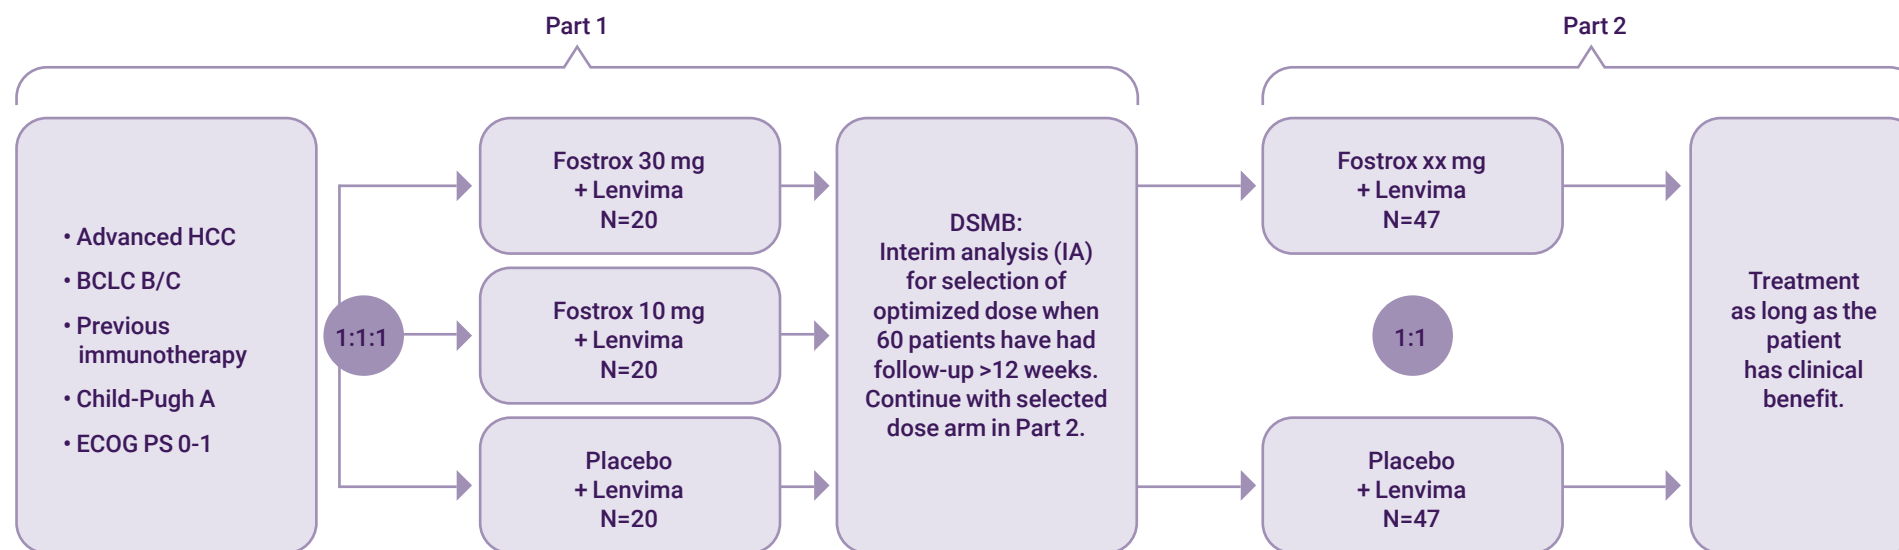 Part 1
Part 2
• Advanced HCC
• BCLC B/C
• Previous
immunotherapy
• Child-Pugh A
• ECOG PS 0-1
1:1:1
Fostrox 30 mg
+ Lenvima
N=20
Fostrox 10 mg
+ Lenvima
N=20
Placebo
+ Lenvima
N=20
DSMB:
Interim analysis (IA)
for selection of
optimized dose when
60 patients have had
follow-up >12 weeks.
Continue with selected
dose arm in Part 2.
Fostrox xx mg
+ Lenvima
N=47
1:1
Placebo
+ Lenvima
N=47
Treatment
as long as the
patient
has clinical
benefit.